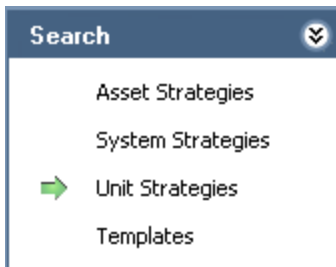 Search
Asset Strategies
System Strategies
Unit Strategies
Templates